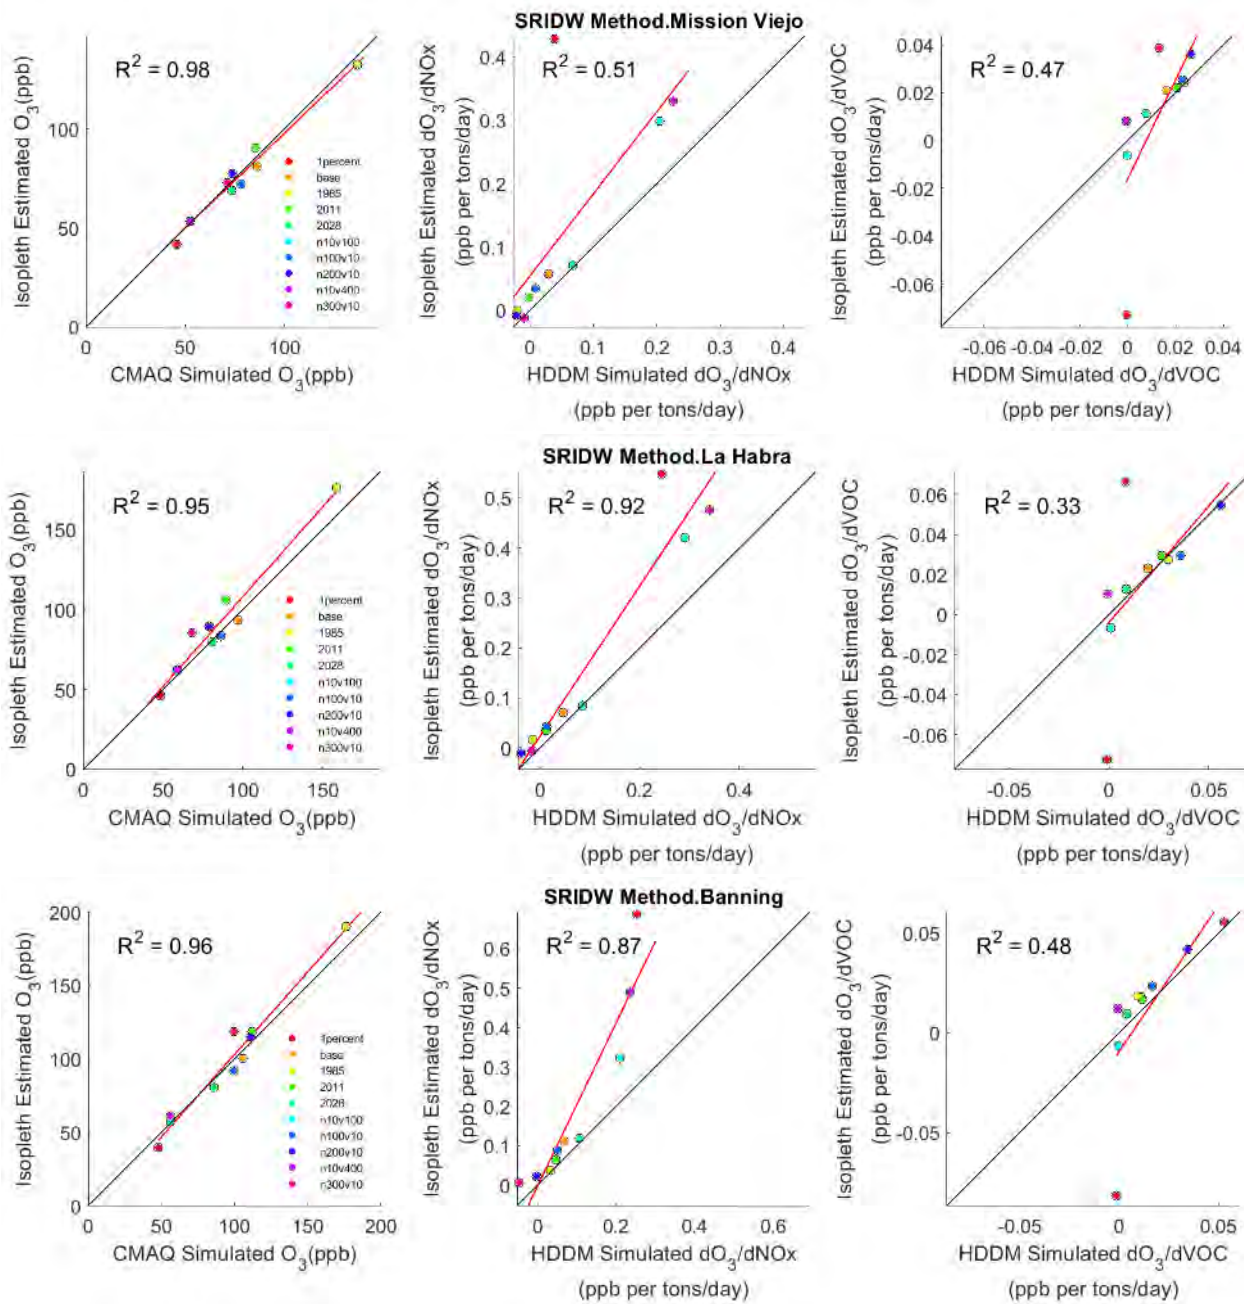 SRIDW Method.Mission Viejo
R2 = 0.98
Isopleth Estimated O3(ppb)
100
50
0
1percent
base
1985
2011
2028
n10v100
n100v10
n200v10
n10v400
n300v10
0 50 100
CMAQ Simulated O3(ppb)
R2 = 0.51
Isopleth Estimated dO3/dNOx
(ppb per tons/day)
0.4
0.3
0.2
0.1
0
0 0.1 0.2 0.3 0.4
HDDM Simulated dO3/dNOx
(ppb per tons/day)
R2 = 0.47
Isopleth Estimated dO3/dVOC
(ppb per tons/day)
0.04
0.02
0
-0.02
-0.04
-0.06
-0.06 -0.04 -0.02 0 0.02 0.04
HDDM Simulated dO3/dVOC
(ppb per tons/day)
SRIDW Method.La Habra
R2 = 0.95
Isopleth Estimated O3(ppb)
150
100
50
0
1percent
base
1985
2011
2028
n10v100
n100v10
n200v10
n10v400
n300v10
0 50 100 150
CMAQ Simulated O3(ppb)
R2 = 0.92
Isopleth Estimated dO3/dNOx
(ppb per tons/day)
0.5
0.4
0.3
0.2
0.1
0
0 0.2 0.4
HDDM Simulated dO3/dNOx
(ppb per tons/day)
R2 = 0.33
Isopleth Estimated dO3/dVOC
(ppb per tons/day)
0.06
0.04
0.02
0
-0.02
-0.04
-0.06
-0.05 0 0.05
HDDM Simulated dO3/dVOC
(ppb per tons/day)
SRIDW Method.Banning
R2 = 0.96
Isopleth Estimated O3(ppb)
200
150
100
50
0
1percent
base
1985
2011
2028
n10v100
n100v10
n200v10
n10v400
n300v10
0 50 100 150 200
CMAQ Simulated O3(ppb)
R2 = 0.87
Isopleth Estimated dO3/dNOx
(ppb per tons/day)
0.6
0.5
0.4
0.3
0.2
0.1
0
0 0.2 0.4 0.6
HDDM Simulated dO3/dNOx
(ppb per tons/day)
R2 = 0.48
Isopleth Estimated dO3/dVOC
(ppb per tons/day)
0.05
0
-0.05
-0.05 0 0.05
HDDM Simulated dO3/dVOC
(ppb per tons/day)